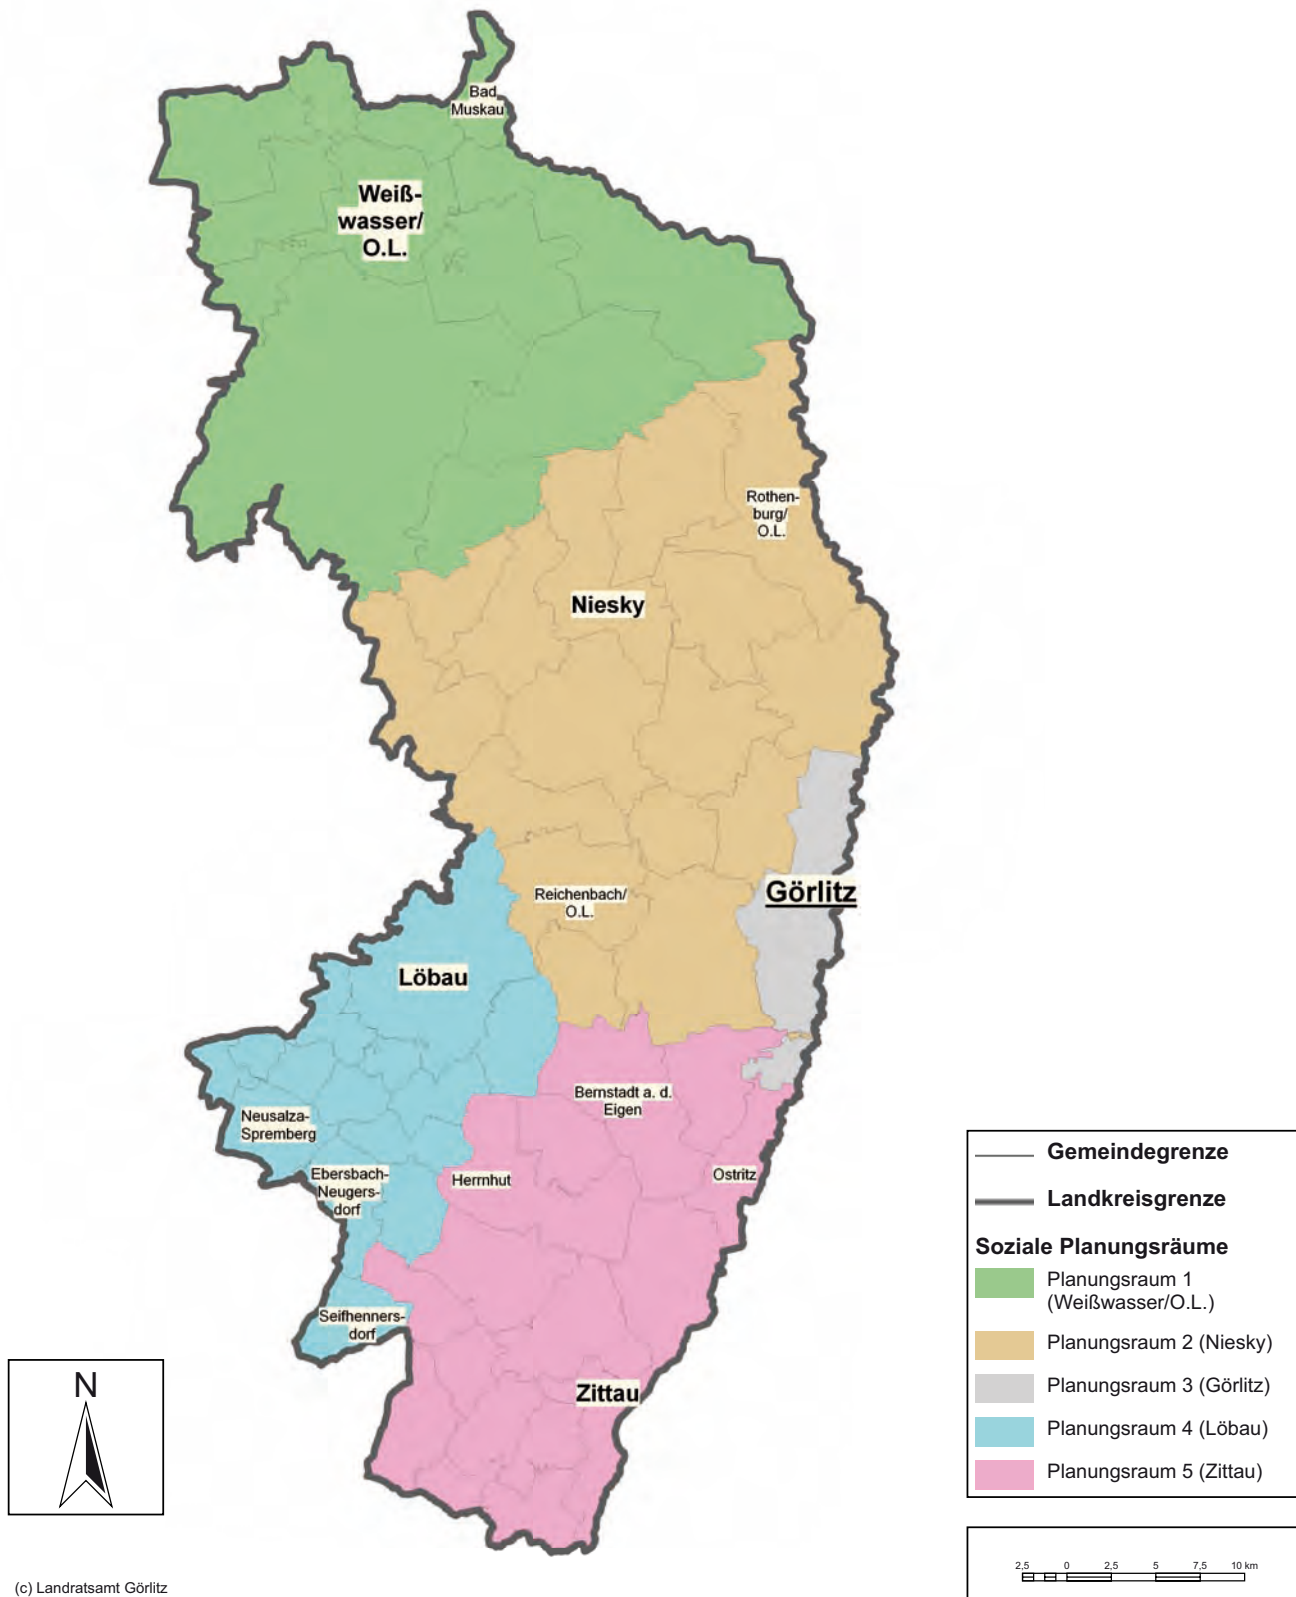 Bad
Muskau
Weiß-
wasser/
O.L.
Rothen-
burg/
O.L.
Niesky
Görlitz
Reichenbach/
O.L.
Löbau
Bernstadt a. d.
Eigen
Neusalza-
Spremberg
Ebersbach-
Neugers-
dorf
Herrnhut
Ostritz
Seifhenners-
dorf
Zittau
Gemeindegrenze
Landkreisgrenze
Soziale Planungsräume
Planungsraum 1
(Weißwasser/O.L.)
Planungsraum 2 (Niesky)
Planungsraum 3 (Görlitz)
Planungsraum 4 (Löbau)
Planungsraum 5 (Zittau)
N
2,5 0 2,5 5 7,5 10 km
(c) Landratsamt Görlitz